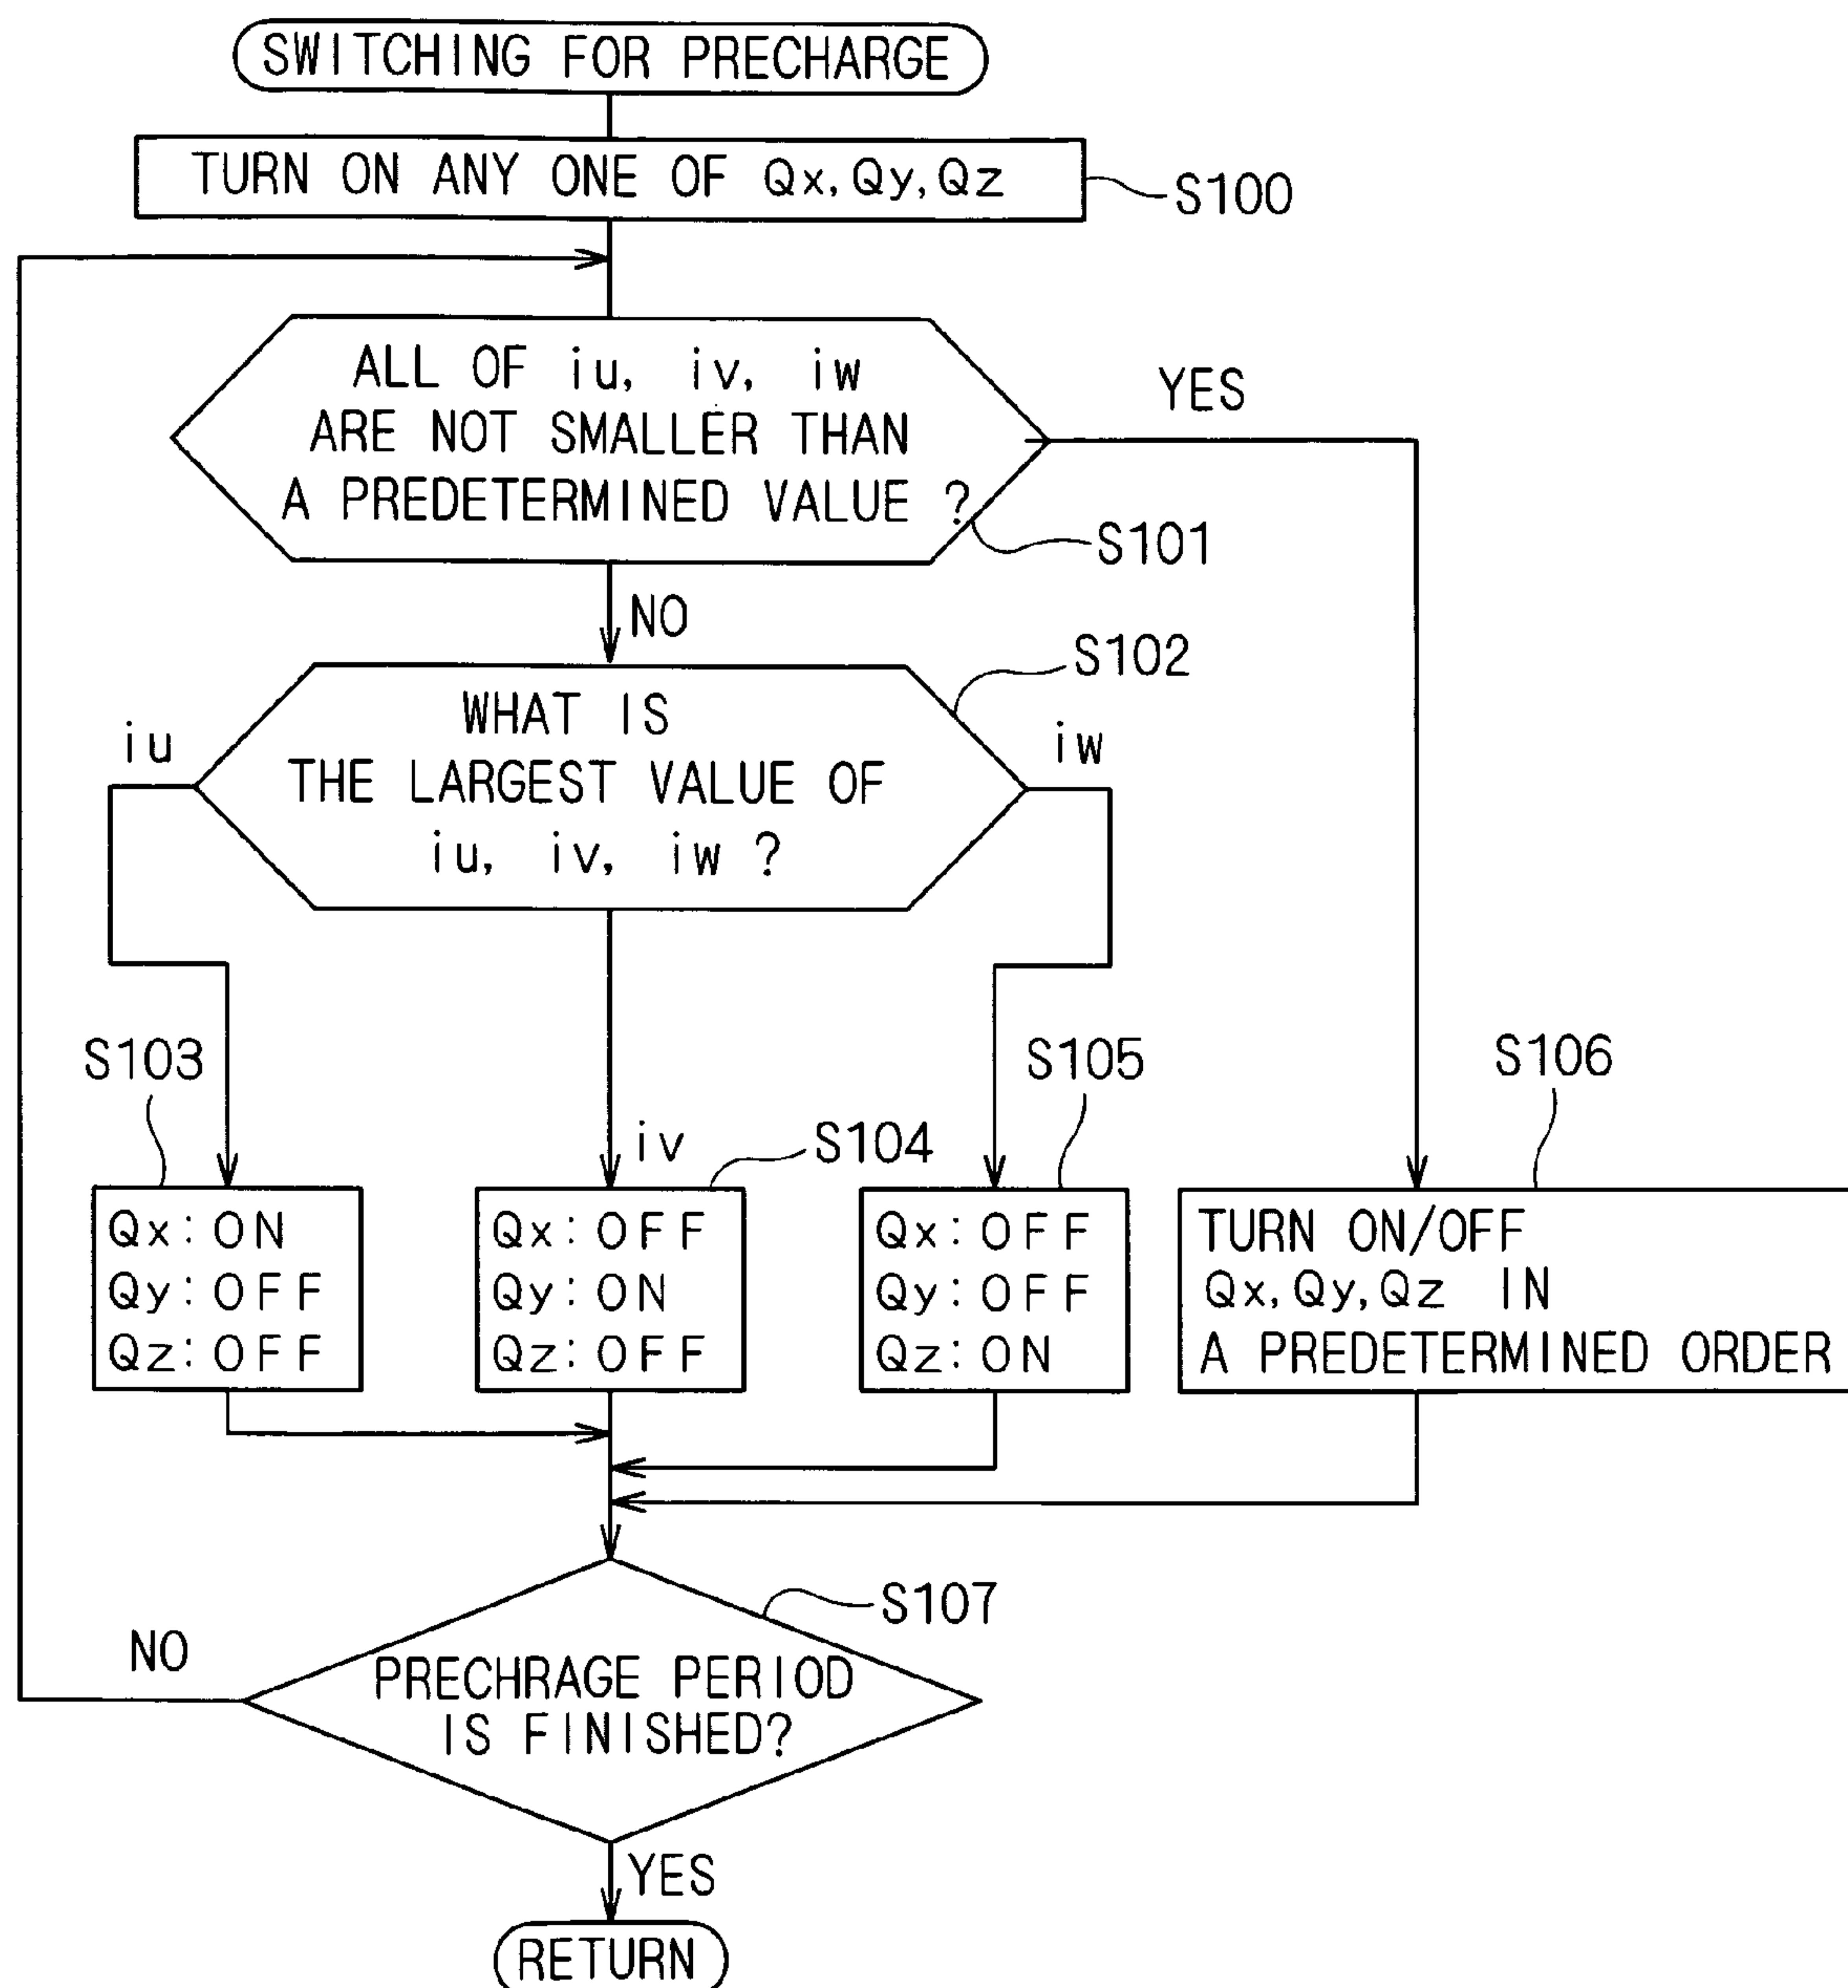 SWITCHING FOR PRECHARGE
TURN ON ANY ONE OF Qx, Qy, Qz
S100
ALL OF iu, iv, iw
ARE NOT SMALLER THAN
A PREDETERMINED VALUE ?
YES
S101
NO
S102
WHAT IS
THE LARGEST VALUE OF
iu, iv, iw ?
iu
iw
S103
iv
S104
S105
S106
Qx: ON
Qy: OFF
Qz: OFF
Qx: OFF
Qy: ON
Qz: OFF
Qx: OFF
Qy: OFF
Qz: ON
TURN ON/OFF
Qx, Qy, Qz IN
A PREDETERMINED ORDER
S107
NO
PRECHRAGE PERIOD
IS FINISHED?
YES
RETURN